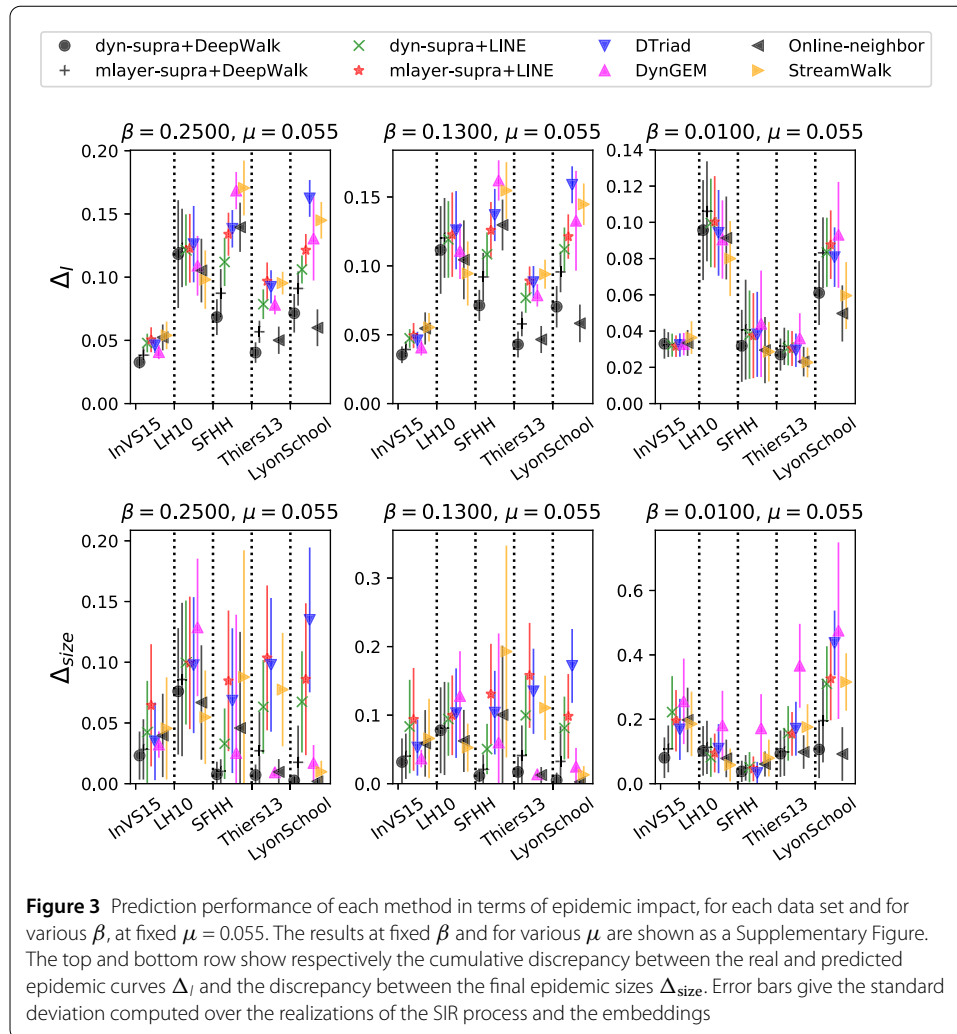 dyn-supra+DeepWalk dyn-supra+LINE DTriad Online-neighbor
mlayer-supra+DeepWalk mlayer-supra+LINE DynGEM StreamWalk
β = 0.2500, μ = 0.055 β = 0.1300, μ = 0.055 β = 0.0100, μ = 0.055
Δ_I
0.20
0.15
0.10
0.05
0.00
InVS15 LH10 SFHH Thiers13 LyonSchool
0.20
0.15
0.10
0.05
0.00
InVS15 LH10 SFHH Thiers13 LyonSchool
0.14
0.12
0.10
0.08
0.06
0.04
0.02
0.00
InVS15 LH10 SFHH Thiers13 LyonSchool
β = 0.2500, μ = 0.055 β = 0.1300, μ = 0.055 β = 0.0100, μ = 0.055
Δ_size
0.20
0.15
0.10
0.05
0.00
InVS15 LH10 SFHH Thiers13 LyonSchool
0.3
0.2
0.1
0.0
InVS15 LH10 SFHH Thiers13 LyonSchool
0.6
0.4
0.2
0.0
InVS15 LH10 SFHH Thiers13 LyonSchool
Figure 3 Prediction performance of each method in terms of epidemic impact, for each data set and for
various β, at fixed μ = 0.055. The results at fixed β and for various μ are shown as a Supplementary Figure.
The top and bottom row show respectively the cumulative discrepancy between the real and predicted
epidemic curves Δ_I and the discrepancy between the final epidemic sizes Δ_size. Error bars give the standard
deviation computed over the realizations of the SIR process and the embeddings